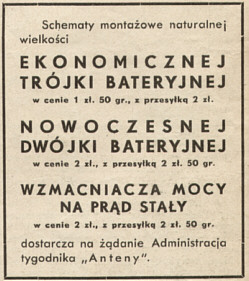 Schematy montażowe naturalnej
wielkości
EKONOMICZNEJ
TRÓJKI BATERYJNEJ
w cenie 1 zł. 50 gr., z przesyłką 2 zł.
NOWOCZESNEJ
DWÓJKI BATERYJNEJ
w cenie 2 zł., z przesyłką 2 zł. 50 gr.
WZMACNIACZA MOCY
NA PRĄD STAŁY
w cenie 2 zł., z przesyłką 2 zł. 50 gr.
dostarcza na żądanie Administracja
tygodnika „Anteny”.